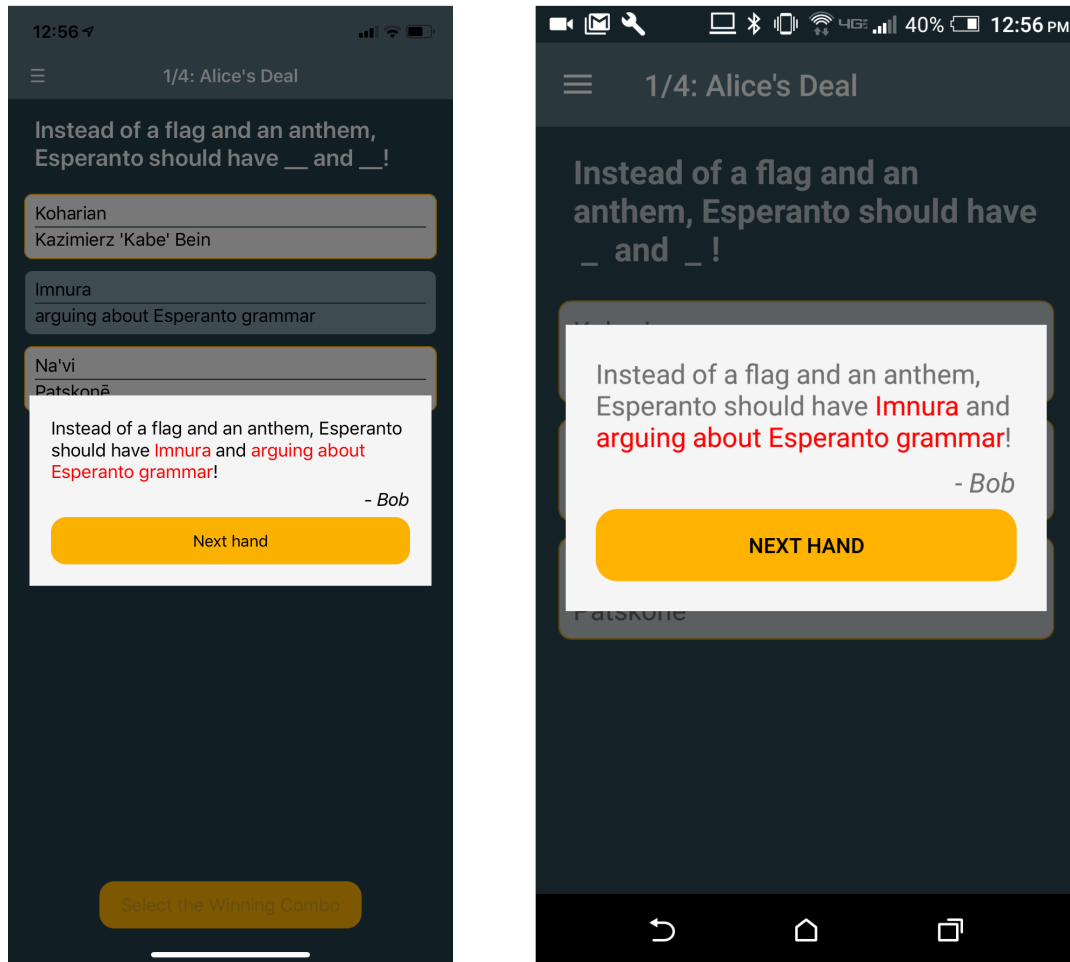 12:56
1/4: Alice's Deal
Instead of a flag and an anthem,
Esperanto should have __ and __!
Koharian
Kazimierz 'Kabe' Bein
Imnura
arguing about Esperanto grammar
Na'vi
Patskonē
Instead of a flag and an anthem, Esperanto
should have Imnura and arguing about
Esperanto grammar!
- Bob
Next hand
Select the Winning Combo
4GE 40% 12:56 PM
1/4: Alice's Deal
Instead of a flag and an
anthem, Esperanto should have
_ and _ !
Instead of a flag and an anthem,
Esperanto should have Imnura and
arguing about Esperanto grammar!
- Bob
NEXT HAND
Patskonē